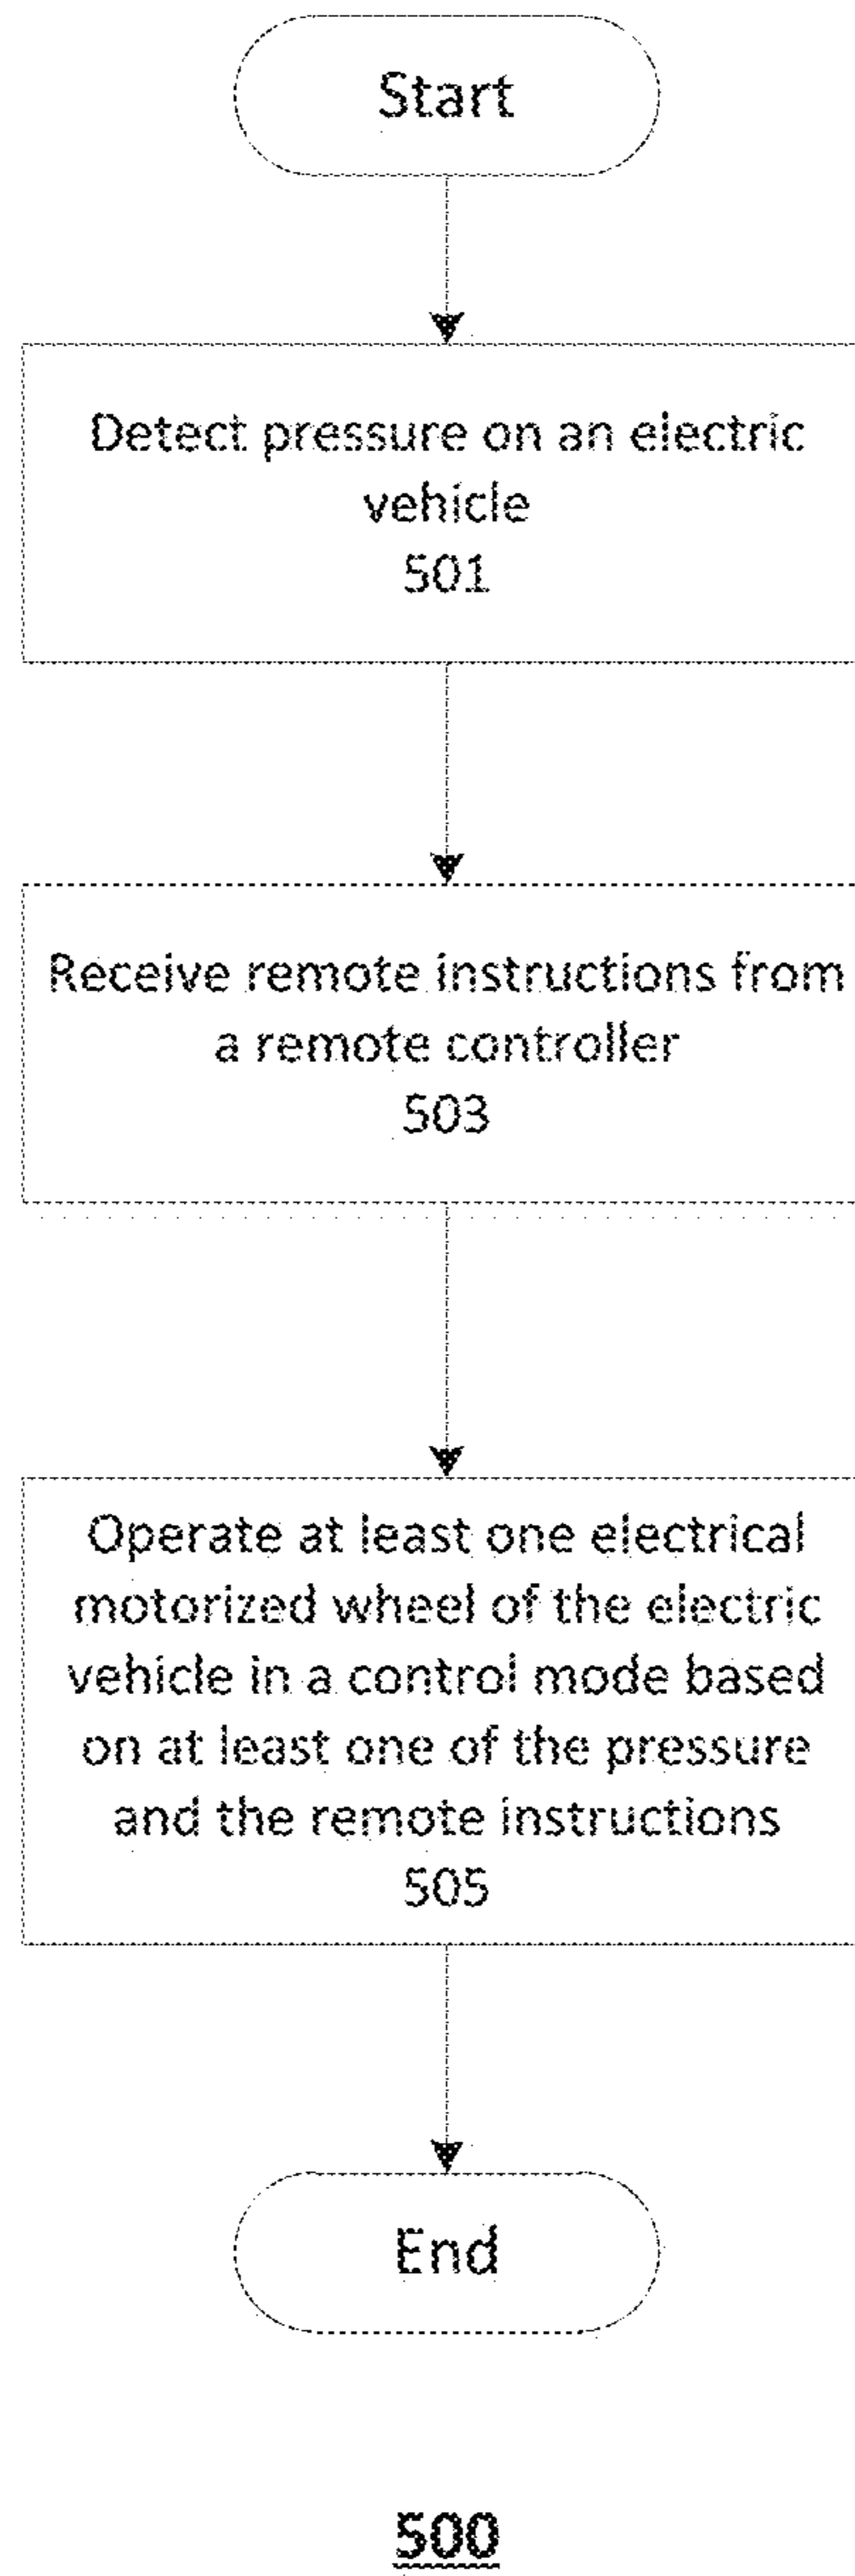 Start
Detect pressure on an electric
vehicle
501
Receive remote instructions from
a remote controller
503
Operate at least one electrical
motorized wheel of the electric
vehicle in a control mode based
on at least one of the pressure
and the remote instructions
505
End
500